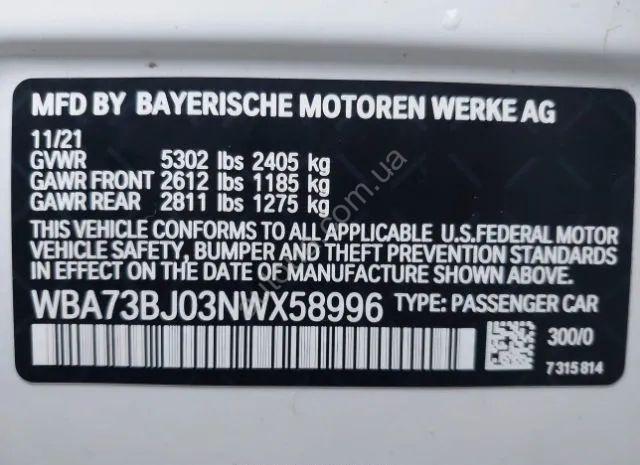 MFD BY BAYERISCHE MOTOREN WERKE AG
11/21
GVWR 5302 lbs 2405 kg
GAWR FRONT 2612 lbs 1185 kg
GAWR REAR 2811 lbs 1275 kg
THIS VEHICLE CONFORMS TO ALL APPLICABLE U.S.FEDERAL MOTOR
VEHICLE SAFETY, BUMPER AND THEFT PREVENTION STANDARDS
IN EFFECT ON THE DATE OF MANUFACTURE SHOWN ABOVE.
WBA73BJ03NWX58996 TYPE: PASSENGER CAR
300/0
7315814